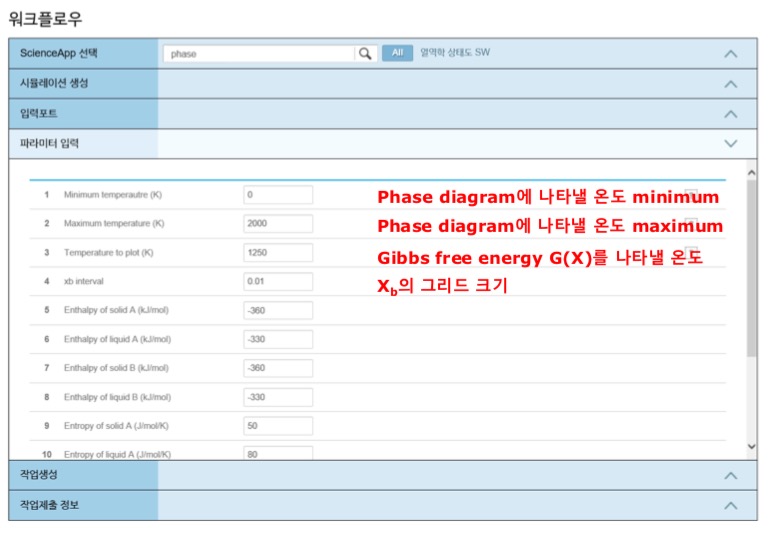 워크플로우
ScienceApp 선택 phase All 열역학 상태도 SW
시뮬레이션 생성
입력포트
파라미터 입력
1 Minimum temperautre (K) 0 Phase diagram에 나타낼 온도 minimum
2 Maximum temperature (K) 2000 Phase diagram에 나타낼 온도 maximum
3 Temperature to plot (K) 1250 Gibbs free energy G(X)를 나타낼 온도
4 xb interval 0.01 Xb의 그리드 크기
5 Enthalpy of solid A (kJ/mol) -360
6 Enthalpy of liquid A (kJ/mol) -330
7 Enthalpy of solid B (kJ/mol) -360
8 Enthalpy of liquid B (kJ/mol) -330
9 Entropy of solid A (J/mol/K) 50
10 Entropy of liquid A (J/mol/K) 80
작업생성
작업제출 정보